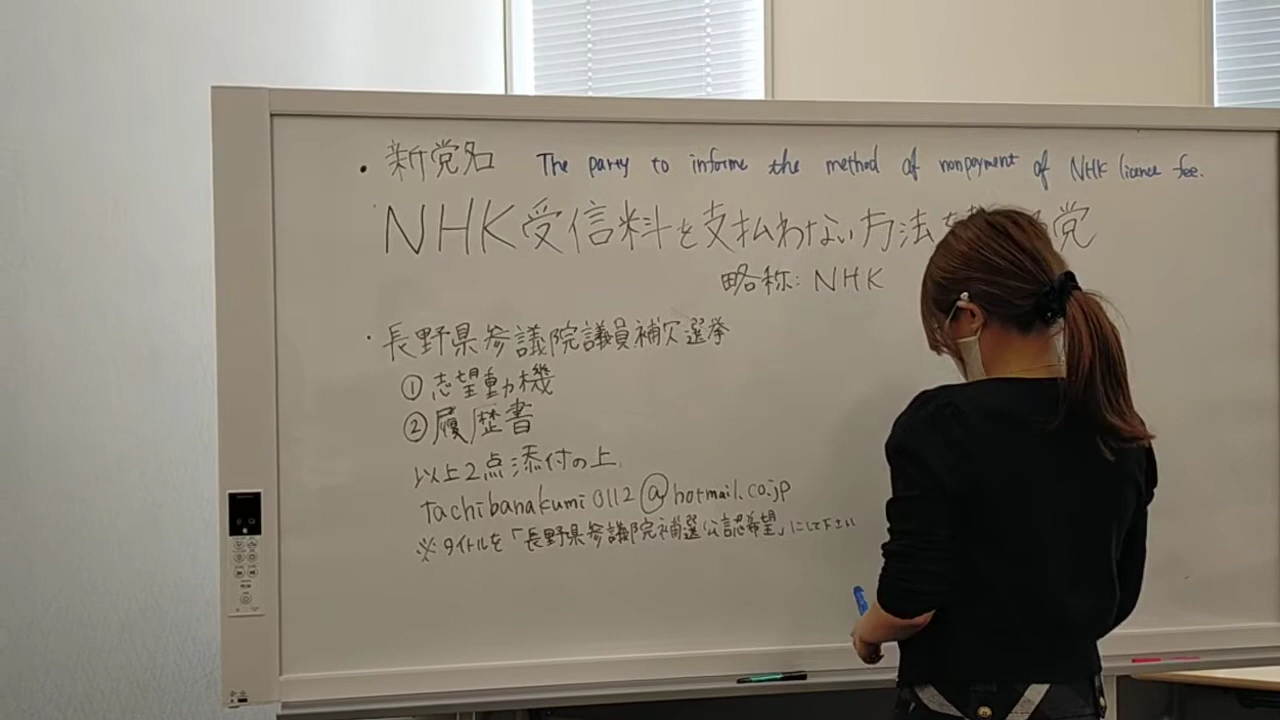 ・新党名 The party to informe the method of nonpayment of NHK licence fee.
NHK受信料を支払わない方法を 党
略称:NHK
・長野県参議院議員補欠選挙
①志望動機
②履歴書
以上2点添付の上
tachibanakumi0112@hotmail.co.jp
※タイトルを「長野県参議院補選公認希望」にして下さい